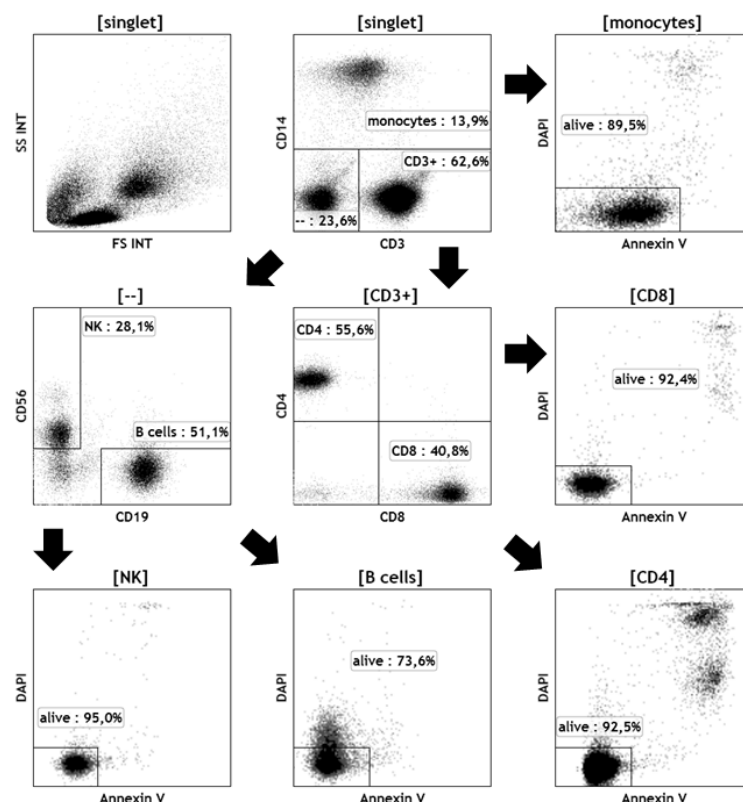 [singlet]
[singlet]
[monocytes]
SS INT
FS INT
CD14
monocytes : 13,9%
CD3+ : 62,6%
-- : 23,6%
CD3
DAPI
alive : 89,5%
Annexin V
[--]
[CD3+]
[CD8]
CD56
NK : 28,1%
B cells : 51,1%
CD19
CD4
CD4 : 55,6%
CD8 : 40,8%
CD8
DAPI
alive : 92,4%
Annexin V
[NK]
[B cells]
[CD4]
DAPI
alive : 95,0%
Annexin V
DAPI
alive : 73,6%
Annexin V
DAPI
alive : 92,5%
Annexin V